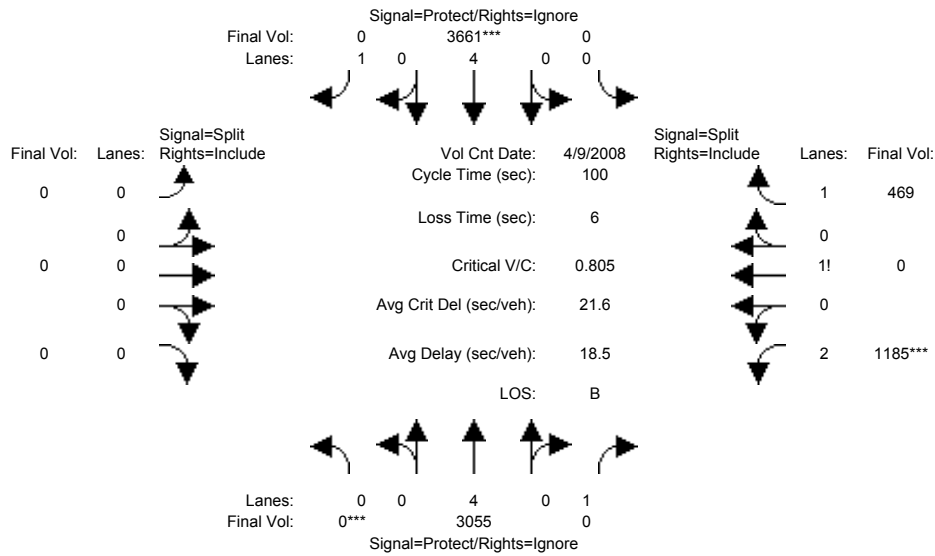 Signal=Protect/Rights=Ignore
Final Vol: 0 3661*** 0
Lanes: 1 0 4 0 0
Signal=Split Signal=Split
Final Vol: Lanes: Rights=Include Vol Cnt Date: 4/9/2008 Rights=Include Lanes: Final Vol:
Cycle Time (sec): 100
0 0 1 469
Loss Time (sec): 6
0 0
0 0 Critical V/C: 0.805 1! 0
0 Avg Crit Del (sec/veh): 21.6 0
0 0 Avg Delay (sec/veh): 18.5 2 1185***
LOS: B
Lanes: 0 0 4 0 1
Final Vol: 0*** 3055 0
Signal=Protect/Rights=Ignore